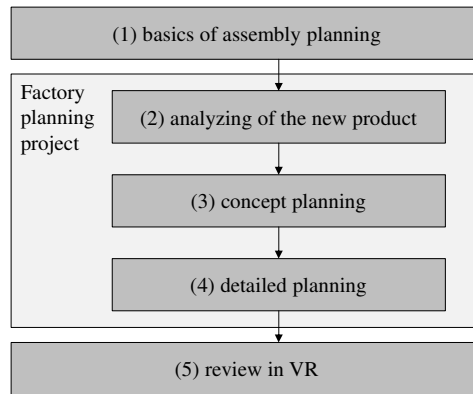 (1) basics of assembly planning
Factory
planning
project
(2) analyzing of the new product
(3) concept planning
(4) detailed planning
(5) review in VR